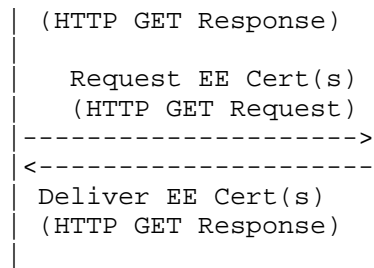 (HTTP GET Response)
Request EE Cert(s)
(HTTP GET Request)
|--------------------->
|<---------------------
Deliver EE Cert(s)
(HTTP GET Response)